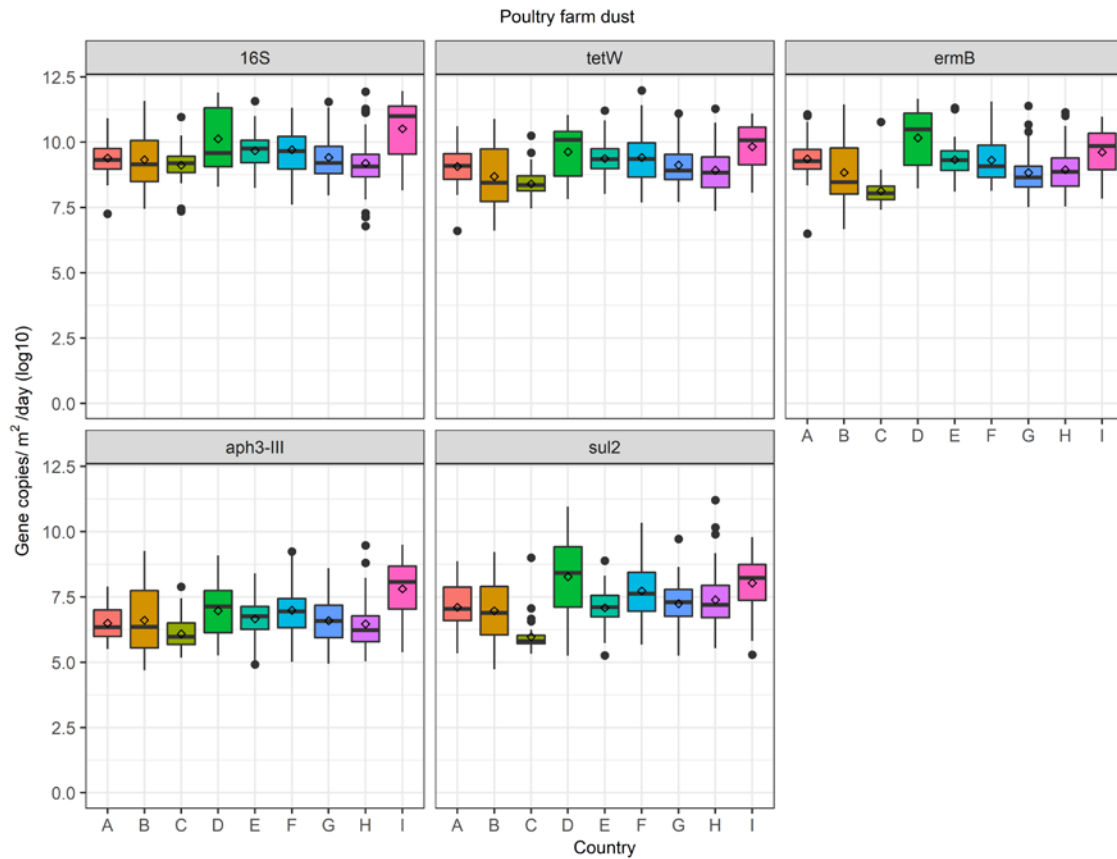 Poultry farm dust
16S
tetW
ermB
12.5
10.0
7.5
5.0
2.5
0.0
A B C D E F G H I
aph3-III
sul2
12.5
10.0
7.5
5.0
2.5
0.0
A B C D E F G H I
A B C D E F G H I
Gene copies/ m² /day (log10)
Country